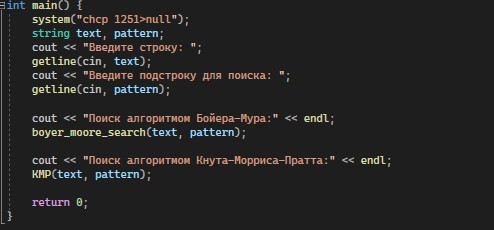 int main() {
system("chcp 1251>null");
string text, pattern;
cout << "Введите строку: ";
getline(cin, text);
cout << "Введите подстроку для поиска: ";
getline(cin, pattern);
cout << "Поиск алгоритмом Бойера-Мура:" << endl;
boyer_moore_search(text, pattern);
cout << "Поиск алгоритмом Кнута-Морриса-Пратта:" << endl;
KMP(text, pattern);
return 0;
}